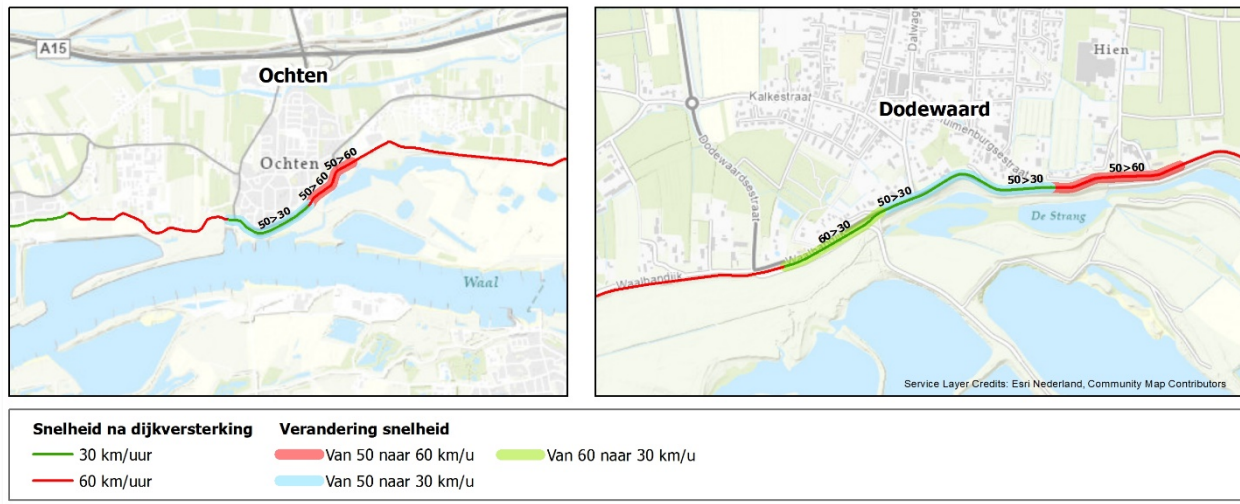 A15
Ochten
Ochten
50>60
50>60
50>30
Waal
Dalwag
Hien
Kalkestraat
Dodewaard
Dodewaardsestraat
uimenburgsestraat
50>60
50>30
50>30
60>30
De Strang
Waalbandijk
Service Layer Credits: Esri Nederland, Community Map Contributors
Snelheid na dijkversterking
Verandering snelheid
30 km/uur
Van 50 naar 60 km/u
Van 60 naar 30 km/u
60 km/uur
Van 50 naar 30 km/u